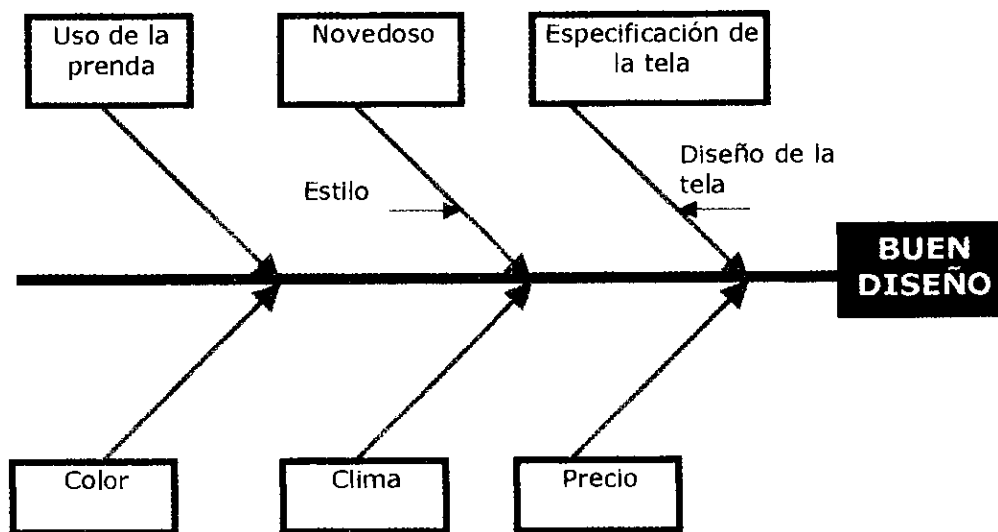 Uso de la
prenda
Novedoso
Especificación de
la tela
Estilo
Diseño de la
tela
BUEN
DISEÑO
Color
Clima
Precio